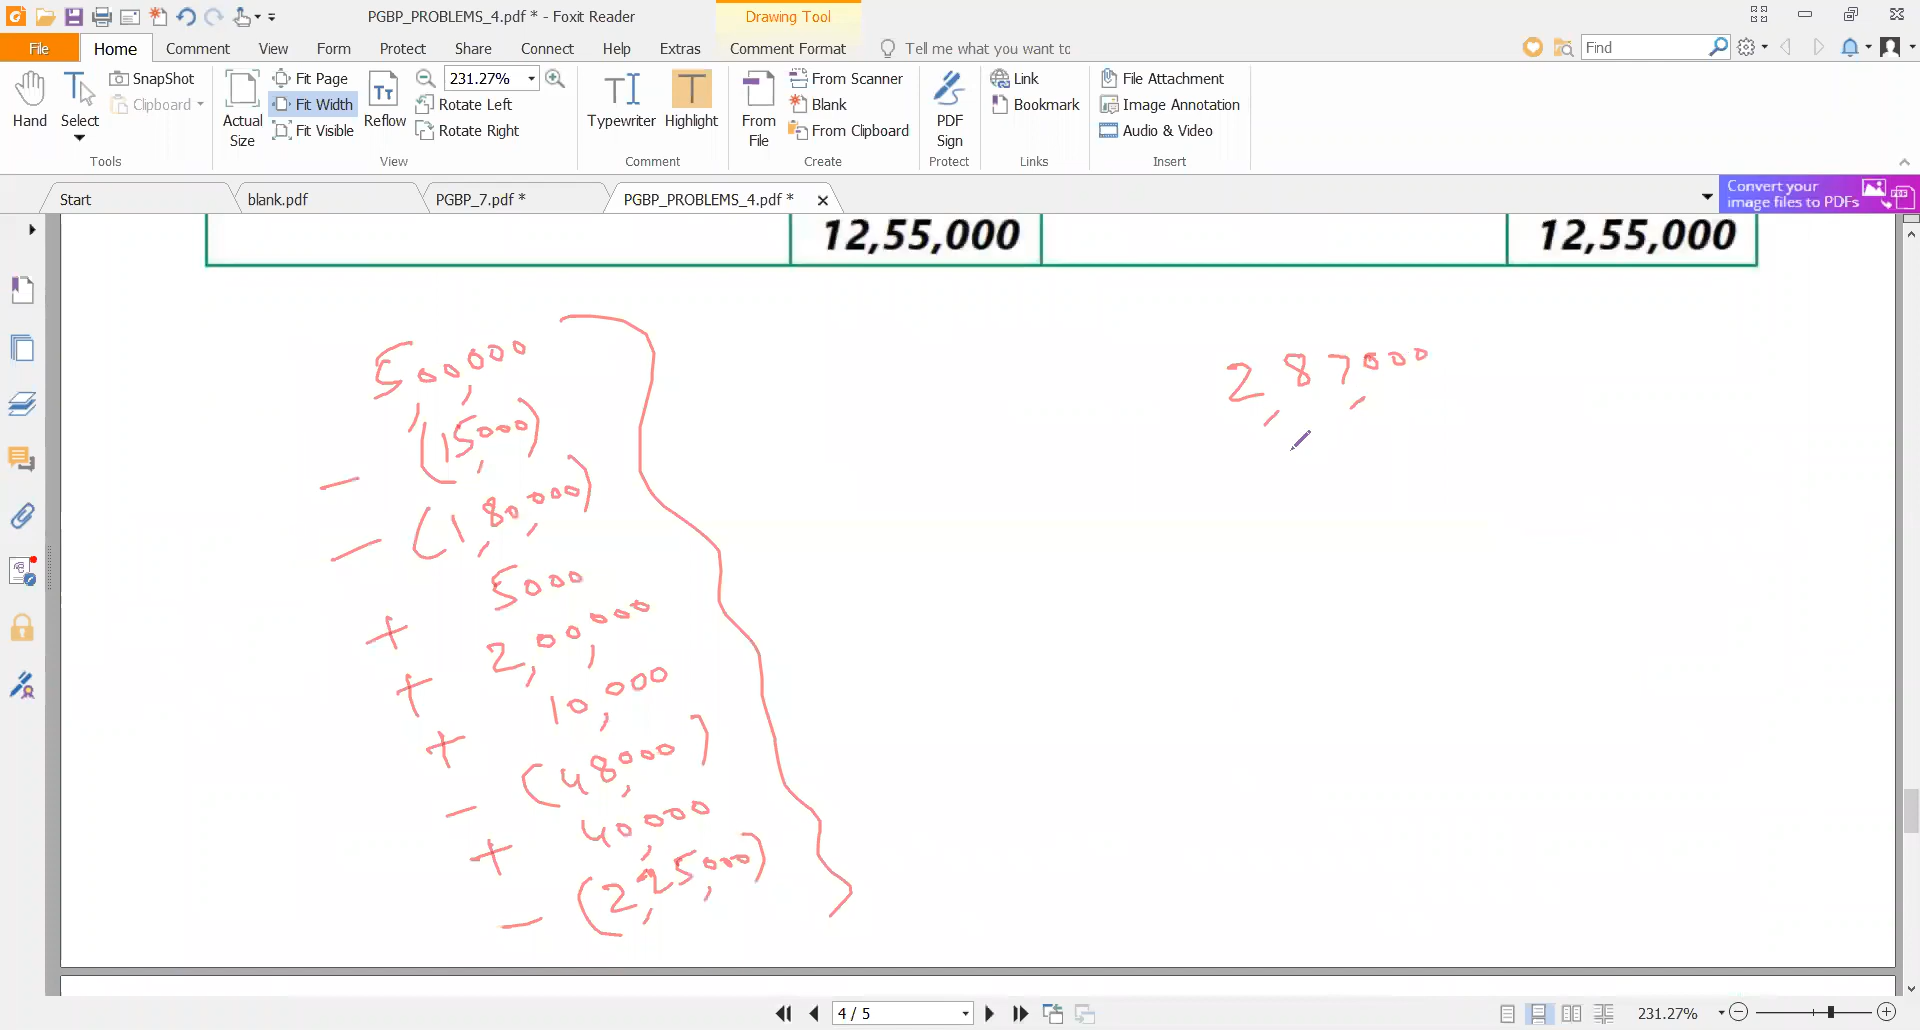 PGBP_PROBLEMS_4.pdf * - Foxit Reader
Drawing Tool
File Home Comment View Form Protect Share Connect Help Extras Comment Format Tell me what you want to Find
Hand
Select
SnapShot
Clipboard
Tools
Actual Size
Fit Page
Fit Width
Fit Visible
Reflow
231.27%
Rotate Left
Rotate Right
View
Typewriter
Highlight
Comment
From File
From Scanner
Blank
From Clipboard
Create
PDF Sign
Protect
Link
Bookmark
Links
File Attachment
Image Annotation
Audio & Video
Insert
Start blank.pdf PGBP_7.pdf * PGBP_PROBLEMS_4.pdf *
Convert your
image files to PDFs
12,55,000 12,55,000
5,00,000
- (15,000)
- (1,80,000)
+ 5000
+ 2,00,000
+ 10,000
- (48,000)
+ 40,000
- (2,25,000)
2,87,000
4 / 5
231.27%